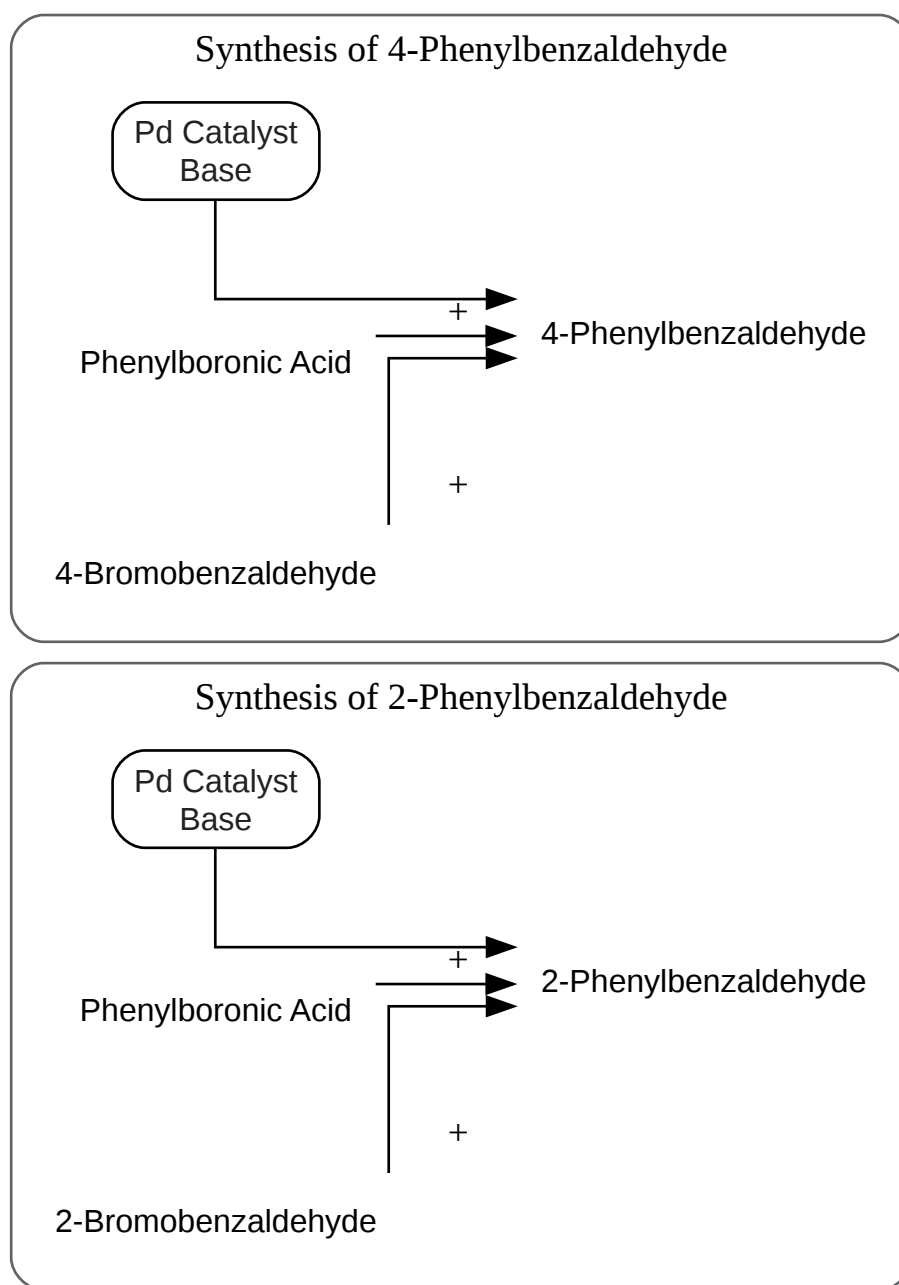 Synthesis of 4-Phenylbenzaldehyde
Pd Catalyst
Base
+
4-Phenylbenzaldehyde
Phenylboronic Acid
+
4-Bromobenzaldehyde
Synthesis of 2-Phenylbenzaldehyde
Pd Catalyst
Base
+
2-Phenylbenzaldehyde
Phenylboronic Acid
+
2-Bromobenzaldehyde